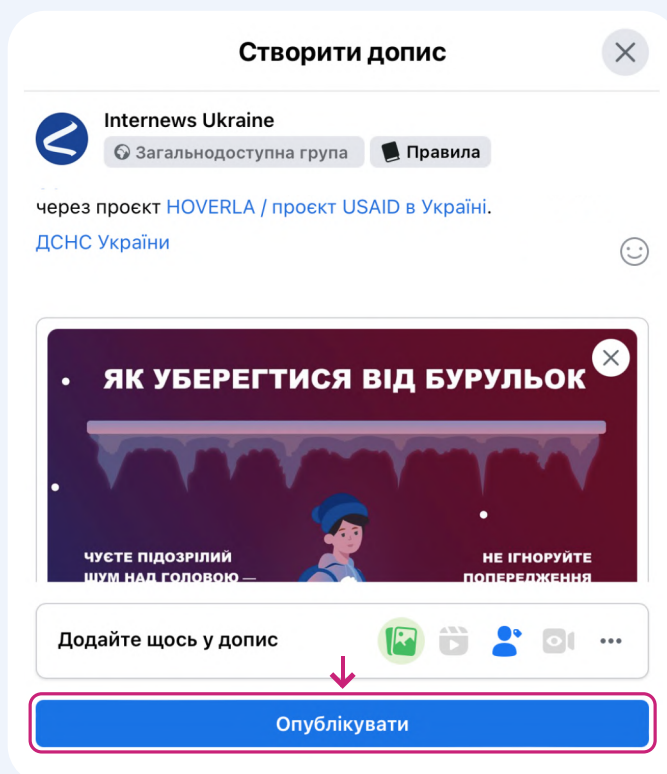 Створити допис
Internews Ukraine
Загальнодоступна група Правила
через проєкт HOVERLA / проєкт USAID в Україні.
ДСНС України
ЯК УБЕРЕГТИСЯ ВІД БУРУЛЬОК
ЧУЄТЕ ПІДОЗРІЛИЙ
ШУМ НАД ГОЛОВОЮ —
НЕ ІГНОРУЙТЕ
ПОПЕРЕДЖЕННЯ
Додайте щось у допис
Опублікувати